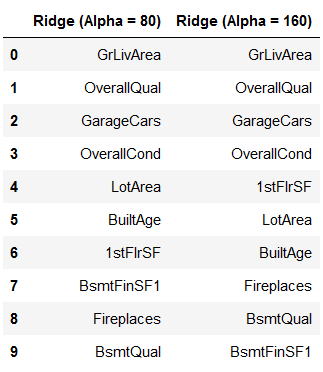 Ridge (Alpha = 80) Ridge (Alpha = 160)
0 GrLivArea GrLivArea
1 OverallQual OverallQual
2 GarageCars GarageCars
3 OverallCond OverallCond
4 LotArea 1stFlrSF
5 BuiltAge LotArea
6 1stFlrSF BuiltAge
7 BsmtFinSF1 Fireplaces
8 Fireplaces BsmtQual
9 BsmtQual BsmtFinSF1